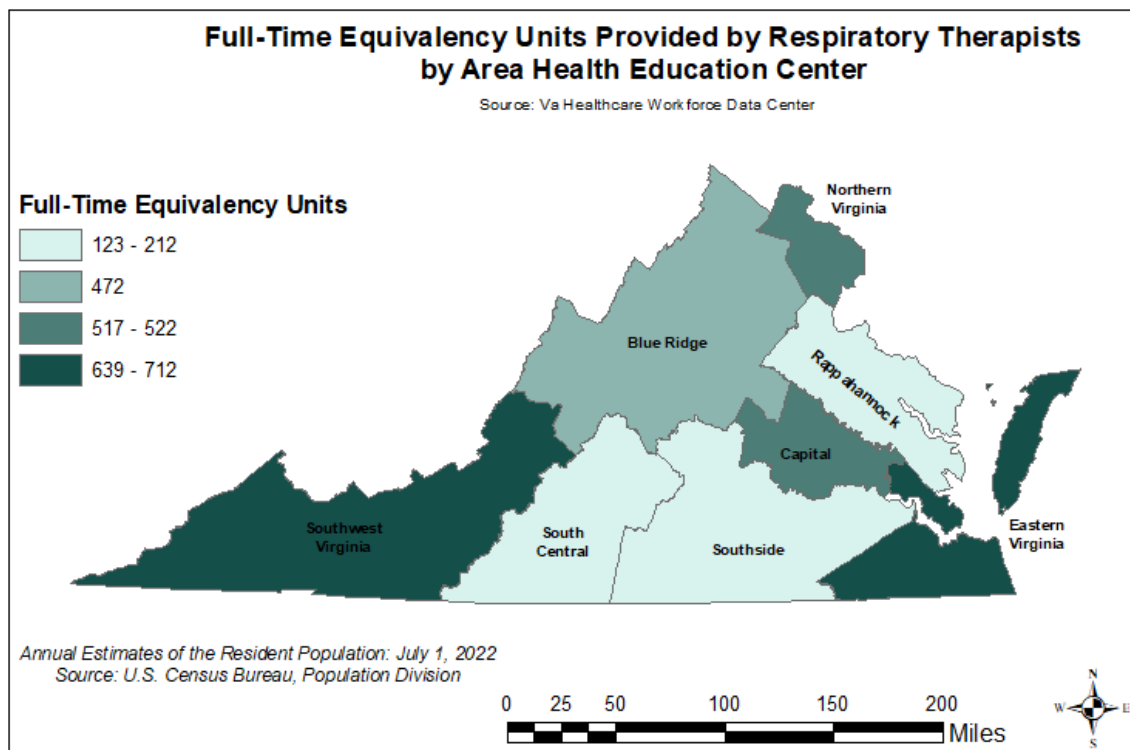 Full-Time Equivalency Units Provided by Respiratory Therapists
by Area Health Education Center
Source: Va Healthcare Workforce Data Center
Full-Time Equivalency Units
123 - 212
472
517 - 522
639 - 712
Northern
Virginia
Blue Ridge
Rappahannock
Capital
Southwest
Virginia
South
Central
Southside
Eastern
Virginia
Annual Estimates of the Resident Population: July 1, 2022
Source: U.S. Census Bureau, Population Division
0 25 50 100 150 200
Miles
N
W E
S